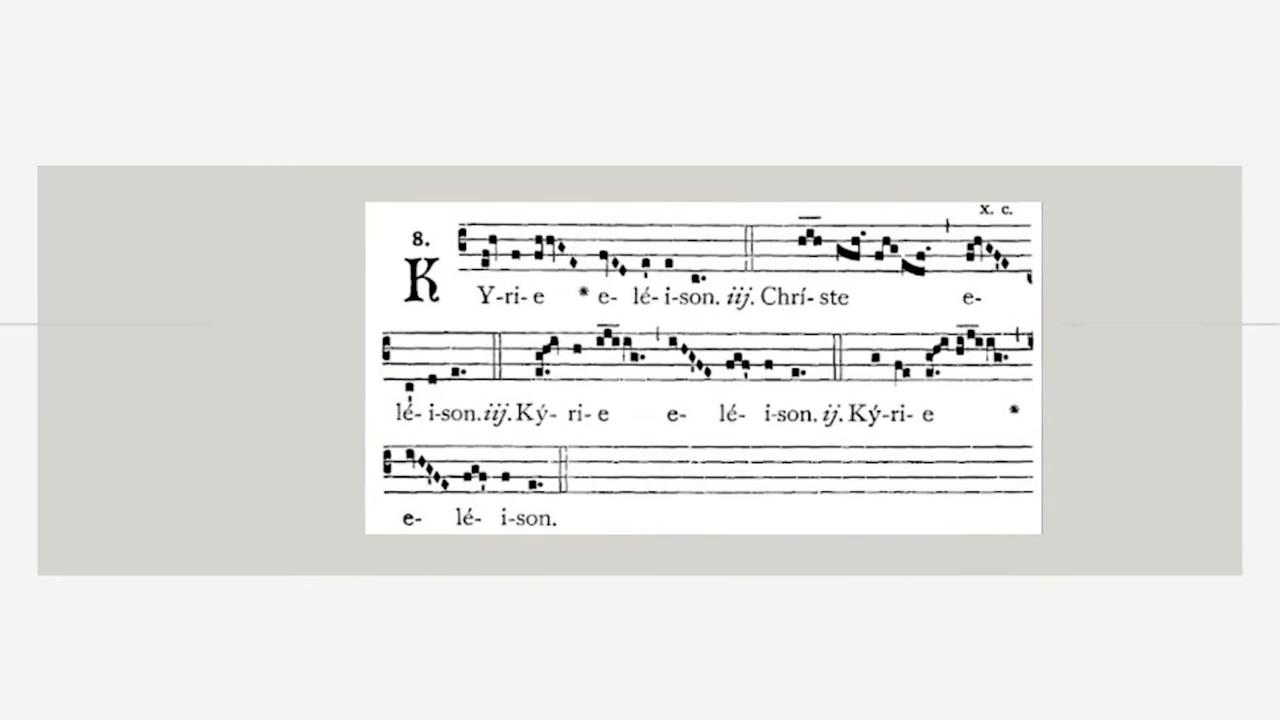 x. c.
8.
KY-ri- e * e- lé- i-son. iij. Chrí- ste e-
lé- i-son. iij. Ký- ri- e e- lé- i-son. ij. Ký-ri- e *
e- lé- i-son.